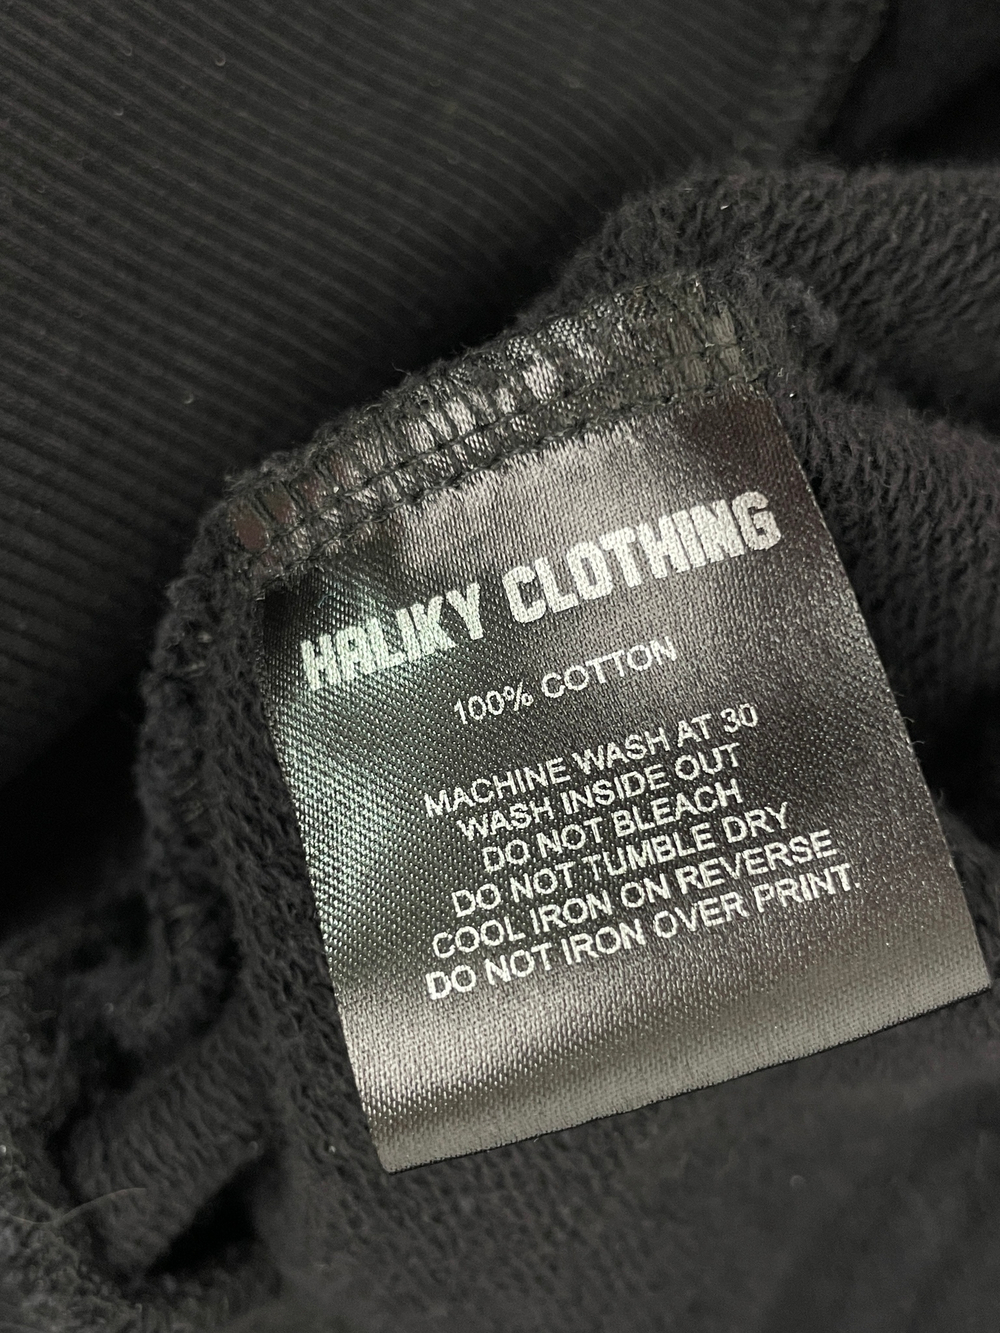 HALIKY CLOTHING
100% COTTON
MACHINE WASH AT 30
WASH INSIDE OUT
DO NOT BLEACH
DO NOT TUMBLE DRY
COOL IRON ON REVERSE
DO NOT IRON OVER PRINT.